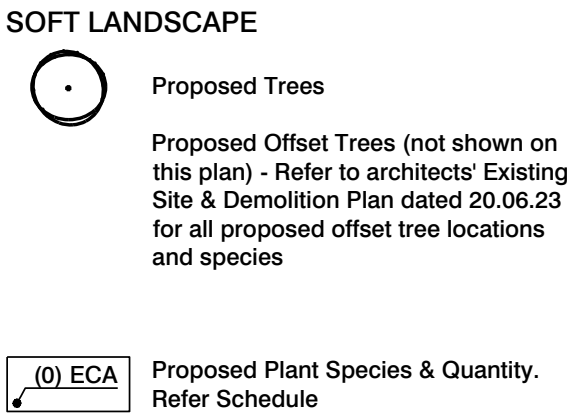 SOFT LANDSCAPE
Proposed Trees
Proposed Offset Trees (not shown on
this plan) - Refer to architects' Existing
Site & Demolition Plan dated 20.06.23
for all proposed offset tree locations
and species
(0) ECA
Proposed Plant Species & Quantity.
Refer Schedule